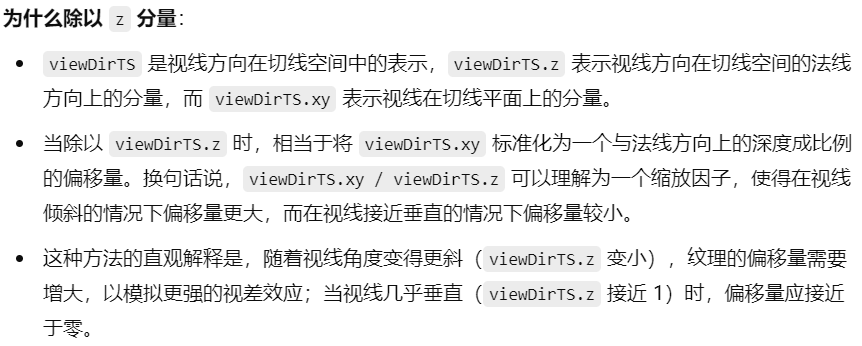 为什么除以 z 分量：
• viewDirTS 是视线方向在切线空间中的表示，viewDirTS.z 表示视线方向在切线空间的法线
方向上的分量，而 viewDirTS.xy 表示视线在切线平面上的分量。
• 当除以 viewDirTS.z 时，相当于将 viewDirTS.xy 标准化为一个与法线方向上的深度成比例
的偏移量。换句话说，viewDirTS.xy / viewDirTS.z 可以理解为一个缩放因子，使得在视线
倾斜的情况下偏移量更大，而在视线接近垂直的情况下偏移量较小。
• 这种方法的直观解释是，随着视线角度变得更斜（viewDirTS.z 变小），纹理的偏移量需要
增大，以模拟更强的视差效应；当视线几乎垂直（viewDirTS.z 接近 1）时，偏移量应接近
于零。